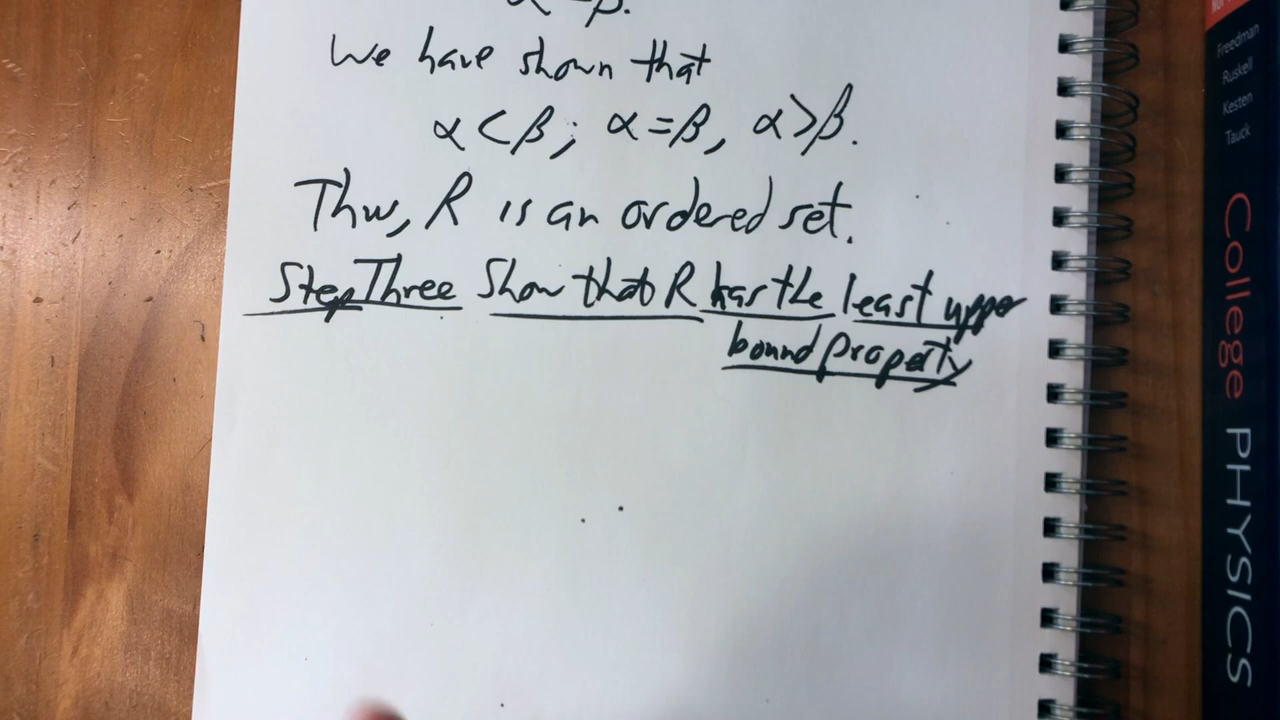 α = β.
We have shown that
α < β; α = β, α > β.
Thus, R is an ordered set.
Step Three Show that R has the least upper
bound property
Freedman
Ruskell
Kesten
Tauck
College PHYSICS